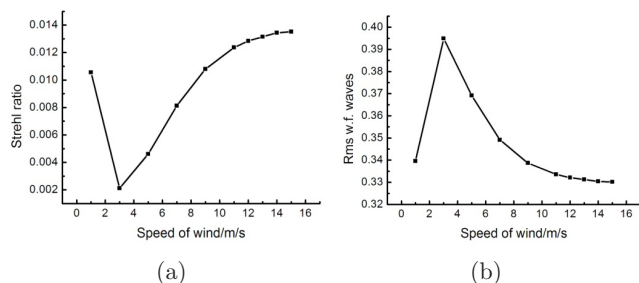 0.014
0.012
0.010
0.008
0.006
0.004
0.002
Strehl ratio
0 2 4 6 8 10 12 14 16
Speed of wind/m/s
(a)
0.40
0.39
0.38
0.37
0.36
0.35
0.34
0.33
0.32
Rms w.f. waves
0 2 4 6 8 10 12 14 16
Speed of wind/m/s
(b)